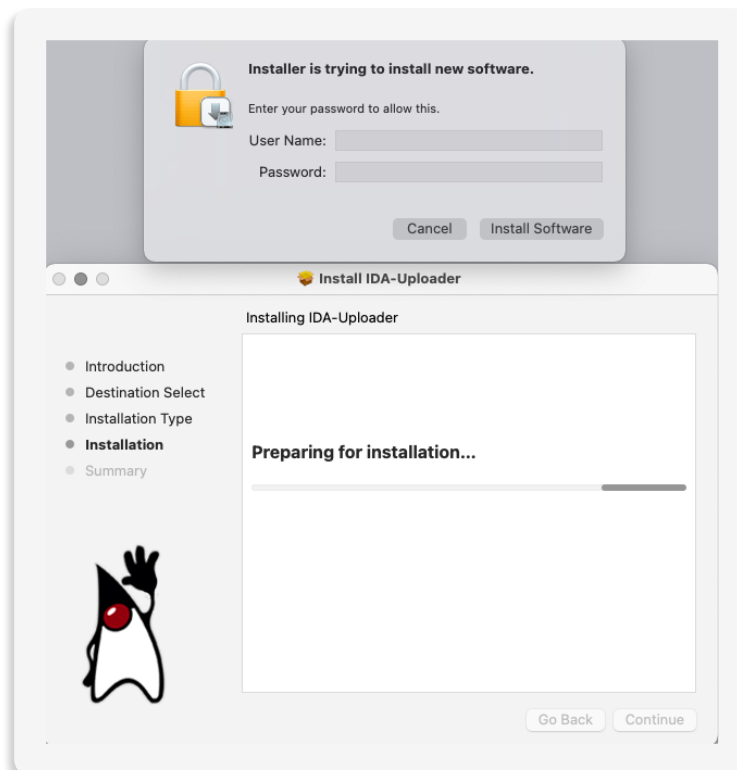 Installer is trying to install new software.
Enter your password to allow this.
User Name:
Password:
Cancel Install Software
Install IDA-Uploader
Installing IDA-Uploader
Introduction
Destination Select
Installation Type
Installation
Summary
Preparing for installation...
Go Back Continue